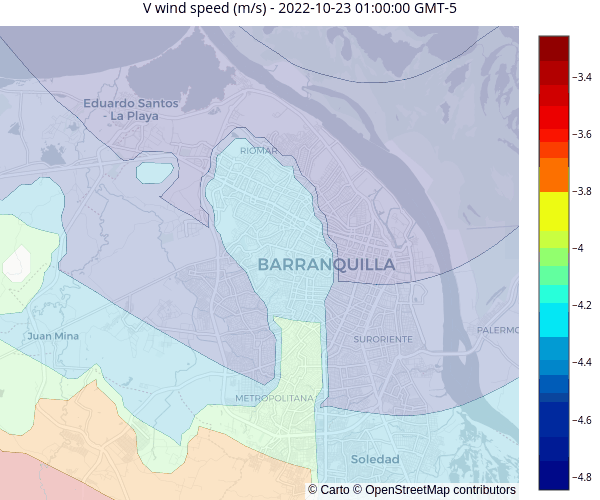 V wind speed (m/s) - 2022-10-23 01:00:00 GMT-5
Eduardo Santos
- La Playa
RIOMAR
BARRANQUILLA
Juan Mina
SURORIENTE
PALERMO
METROPOLITANA
Soledad
© Carto © OpenStreetMap contributors
−3.4
−3.6
−3.8
−4
−4.2
−4.4
−4.6
−4.8